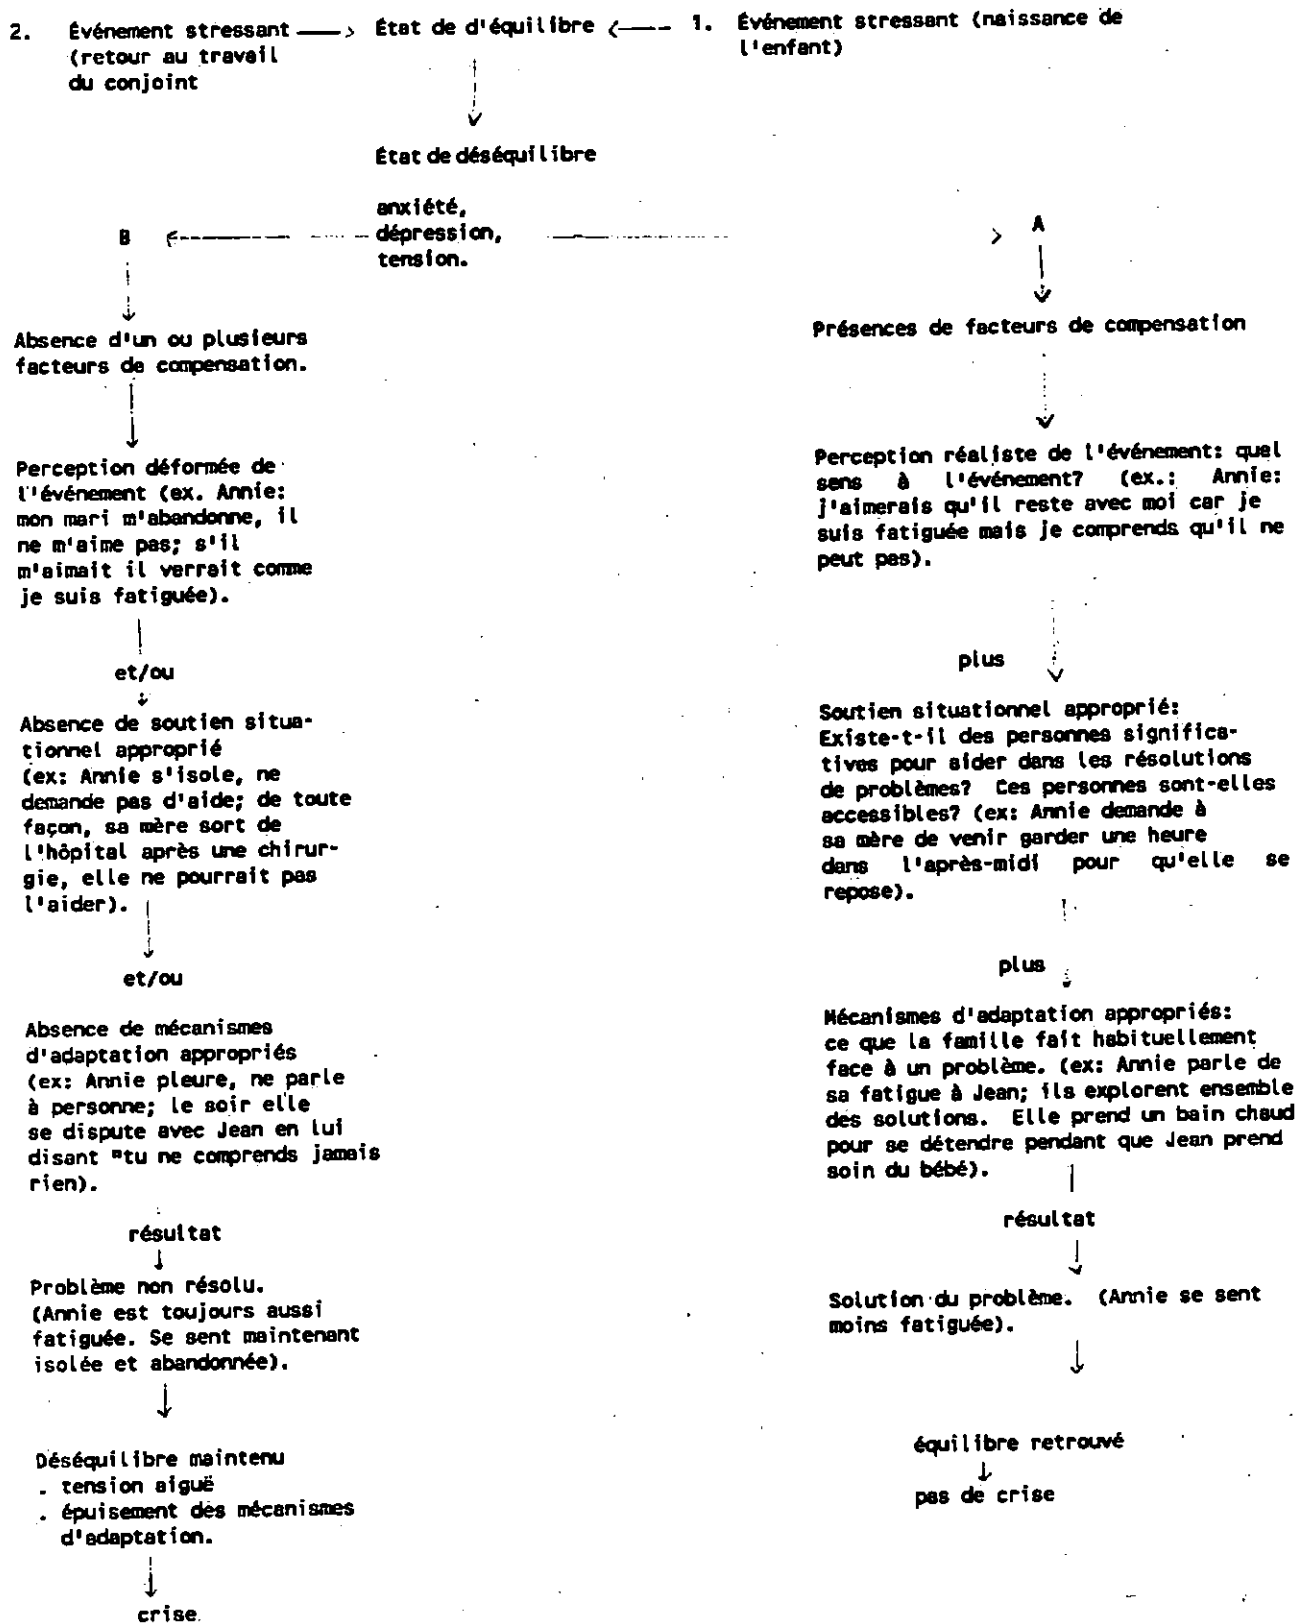 2. Événement stressant ——> État de d'équilibre <---- 1. Événement stressant (naissance de
(retour au travail
l'enfant)
du conjoint
État de déséquilibre
anxiété,
dépression,
tension.
B
A
Absence d'un ou plusieurs
facteurs de compensation.
Perception déformée de
l'événement (ex. Annie:
mon mari m'abandonne, il
ne m'aime pas; s'il
m'aimait il verrait comme
je suis fatiguée).
et/ou
Absence de soutien situa-
tionnel approprié
(ex: Annie s'isole, ne
demande pas d'aide; de toute
façon, sa mère sort de
l'hôpital après une chirur-
gie, elle ne pourrait pas
l'aider).
et/ou
Absence de mécanismes
d'adaptation appropriés
(ex: Annie pleure, ne parle
à personne; le soir elle
se dispute avec Jean en lui
disant "tu ne comprends jamais
rien).
résultat
Problème non résolu.
(Annie est toujours aussi
fatiguée. Se sent maintenant
isolée et abandonnée).
Déséquilibre maintenu
. tension aiguë
. épuisement des mécanismes
d'adaptation.
crise.
Présences de facteurs de compensation
Perception réaliste de l'événement: quel
sens à l'événement? (ex.: Annie:
j'aimerais qu'il reste avec moi car je
suis fatiguée mais je comprends qu'il ne
peut pas).
plus
Soutien situationnel approprié:
Existe-t-il des personnes significa-
tives pour aider dans les résolutions
de problèmes? Ces personnes sont-elles
accessibles? (ex: Annie demande à
sa mère de venir garder une heure
dans l'après-midi pour qu'elle se
repose).
plus
Mécanismes d'adaptation appropriés:
ce que la famille fait habituellement
face à un problème. (ex: Annie parle de
sa fatigue à Jean; ils explorent ensemble
des solutions. Elle prend un bain chaud
pour se détendre pendant que Jean prend
soin du bébé).
résultat
Solution du problème. (Annie se sent
moins fatiguée).
équilibre retrouvé
pas de crise